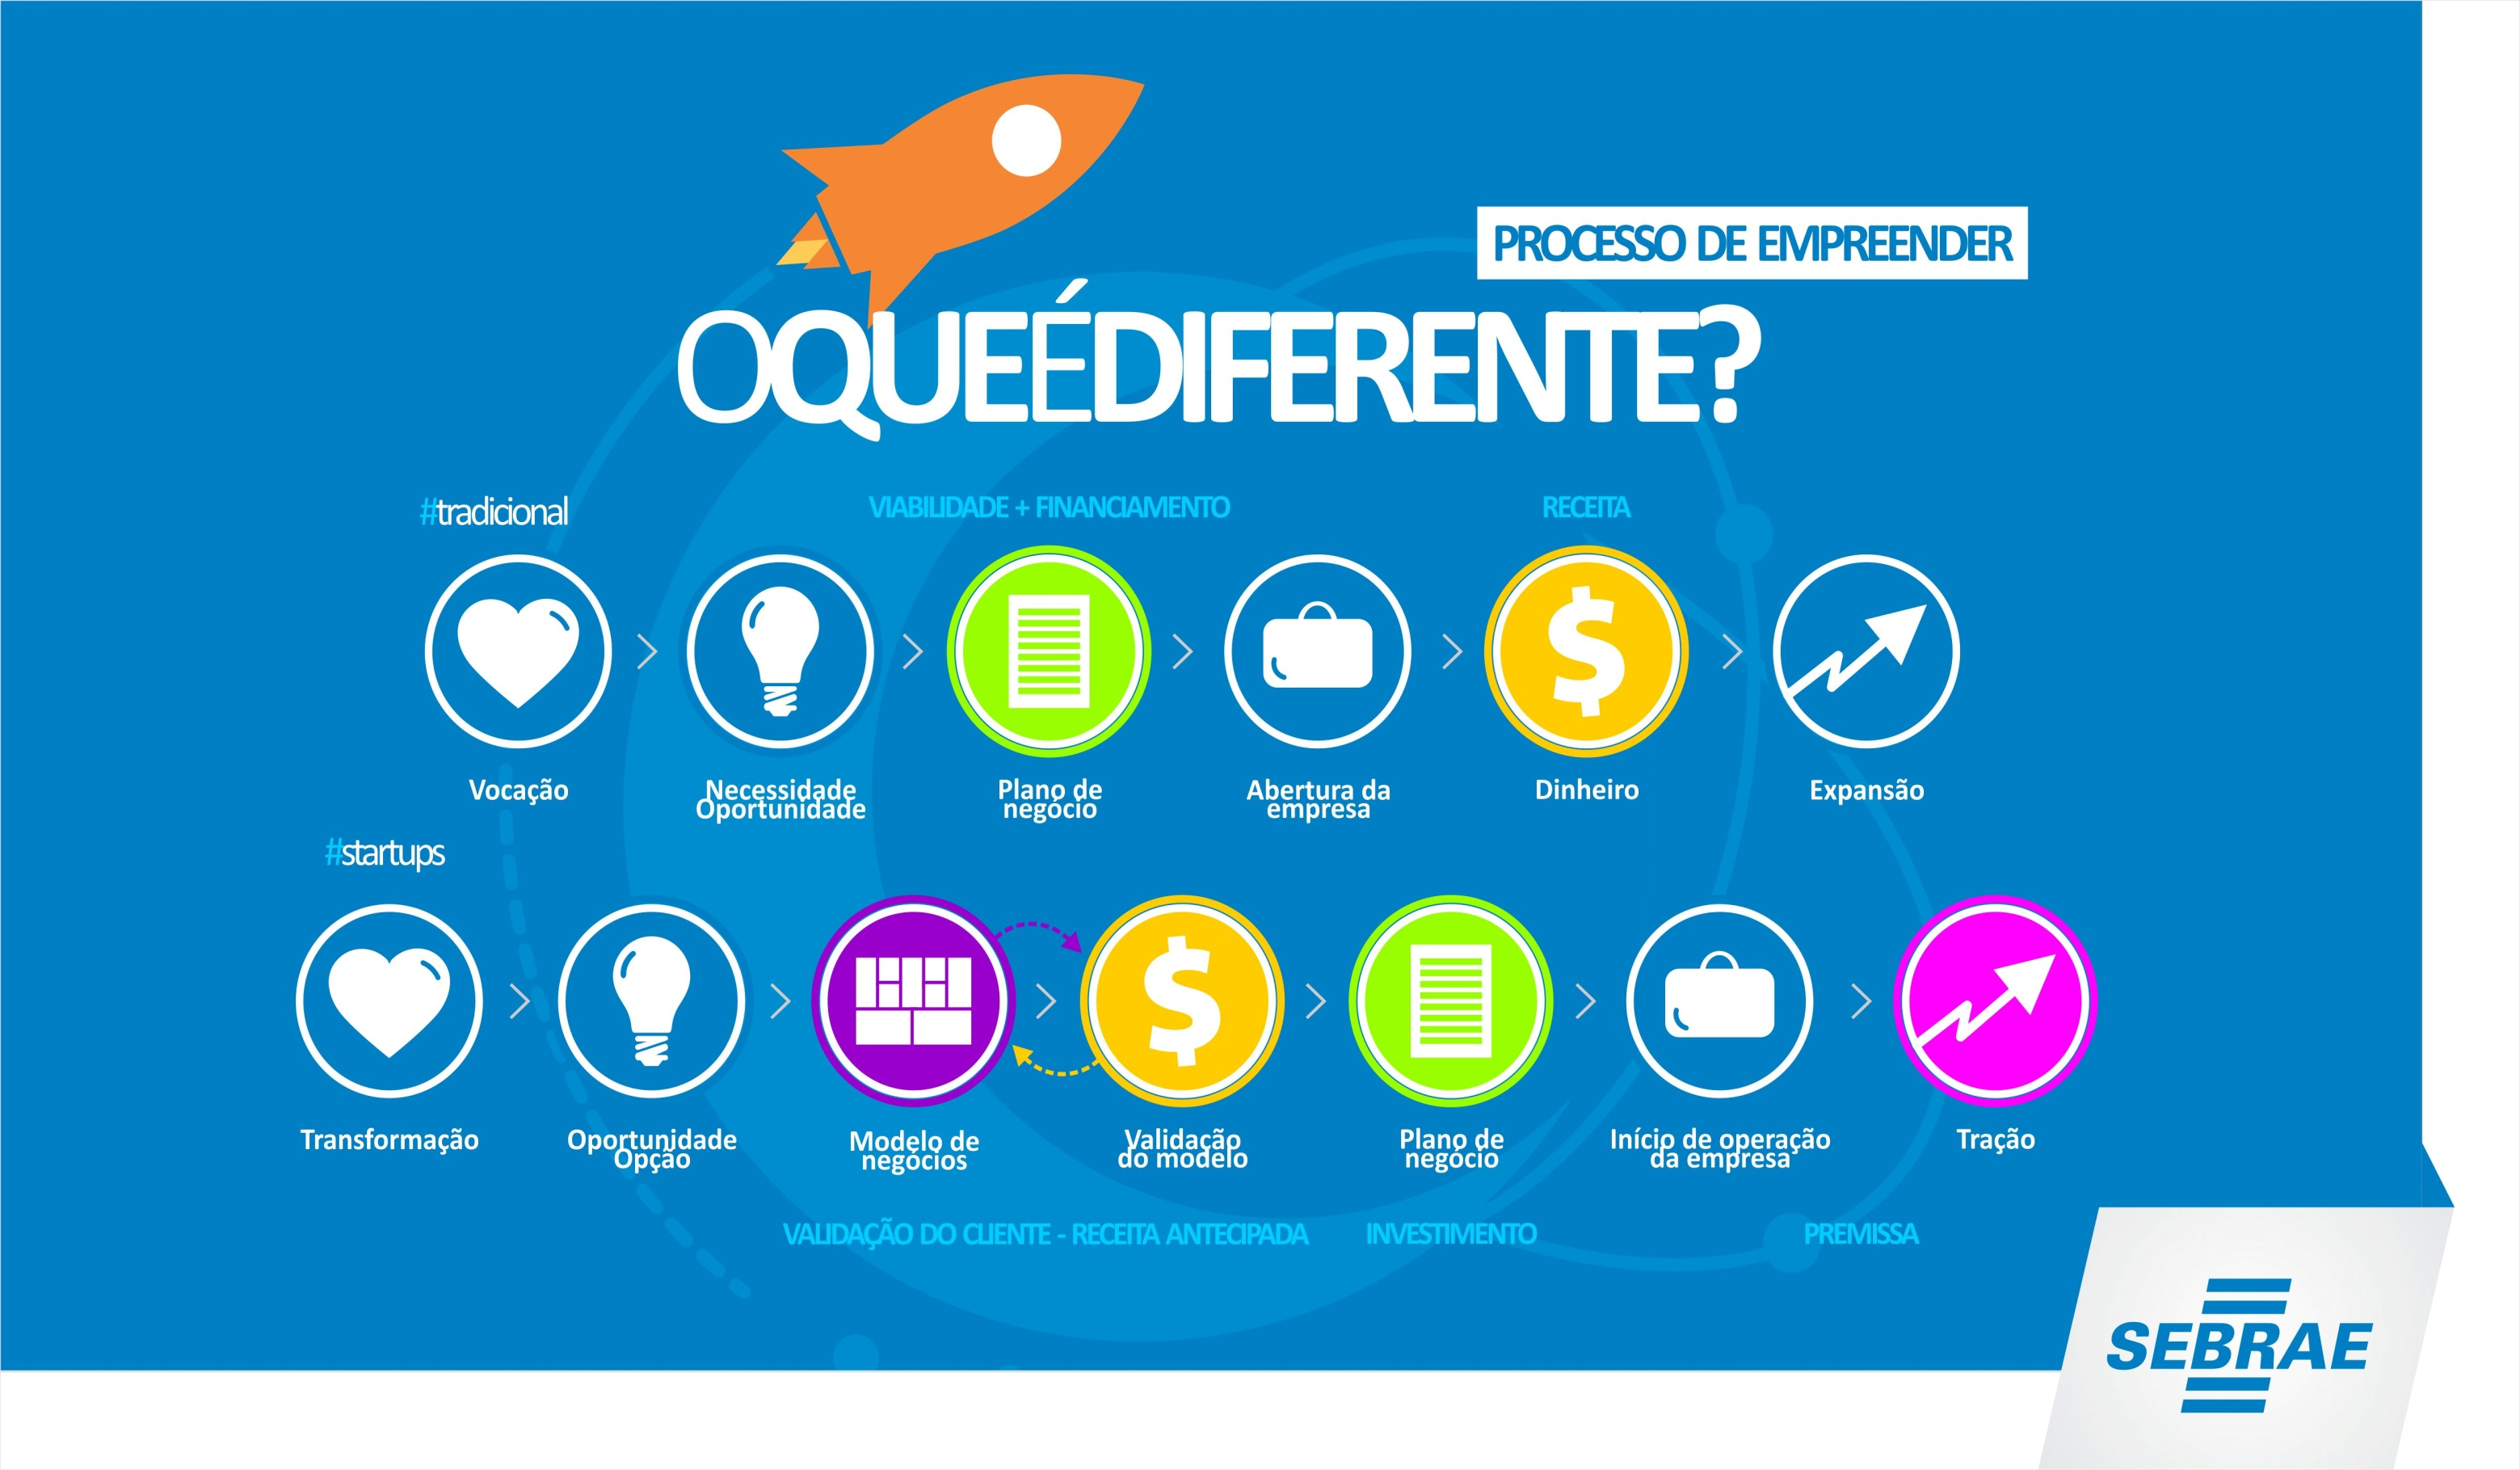 PROCESSO DE EMPREENDER
O QUE É DIFERENTE?
#tradicional
VIABILIDADE + FINANCIAMENTO
RECEITA
Vocação
Necessidade
Oportunidade
Plano de
negócio
Abertura da
empresa
Dinheiro
Expansão
#startups
Transformação
Oportunidade
Opção
Modelo de
negócios
Validação
do modelo
Plano de
negócio
Início de operação
da empresa
Tração
VALIDAÇÃO DO CLIENTE - RECEITA ANTECIPADA
INVESTIMENTO
PREMISSA
SEBRAE